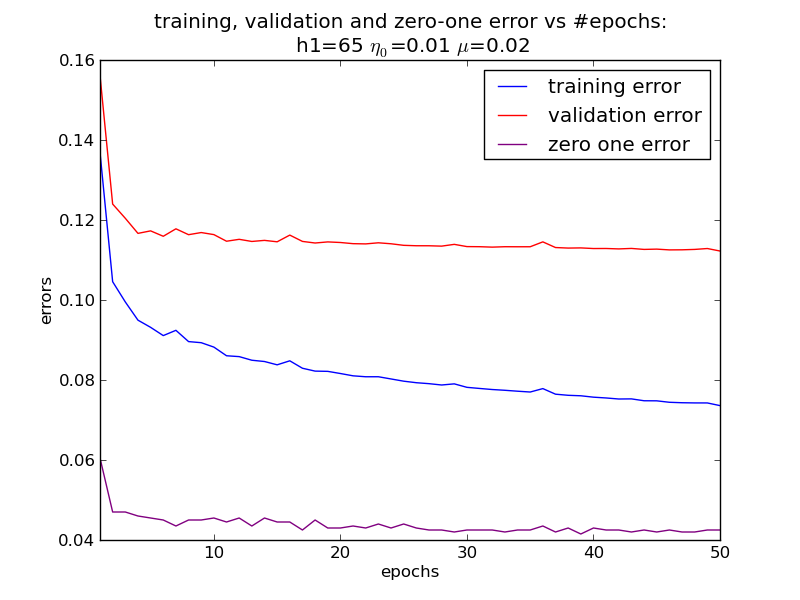 training, validation and zero-one error vs #epochs:
h1=65 η₀=0.01 μ=0.02
0.16
training error
validation error
zero one error
0.14
0.12
0.10
0.08
0.06
0.04
errors
10
20
30
40
50
epochs